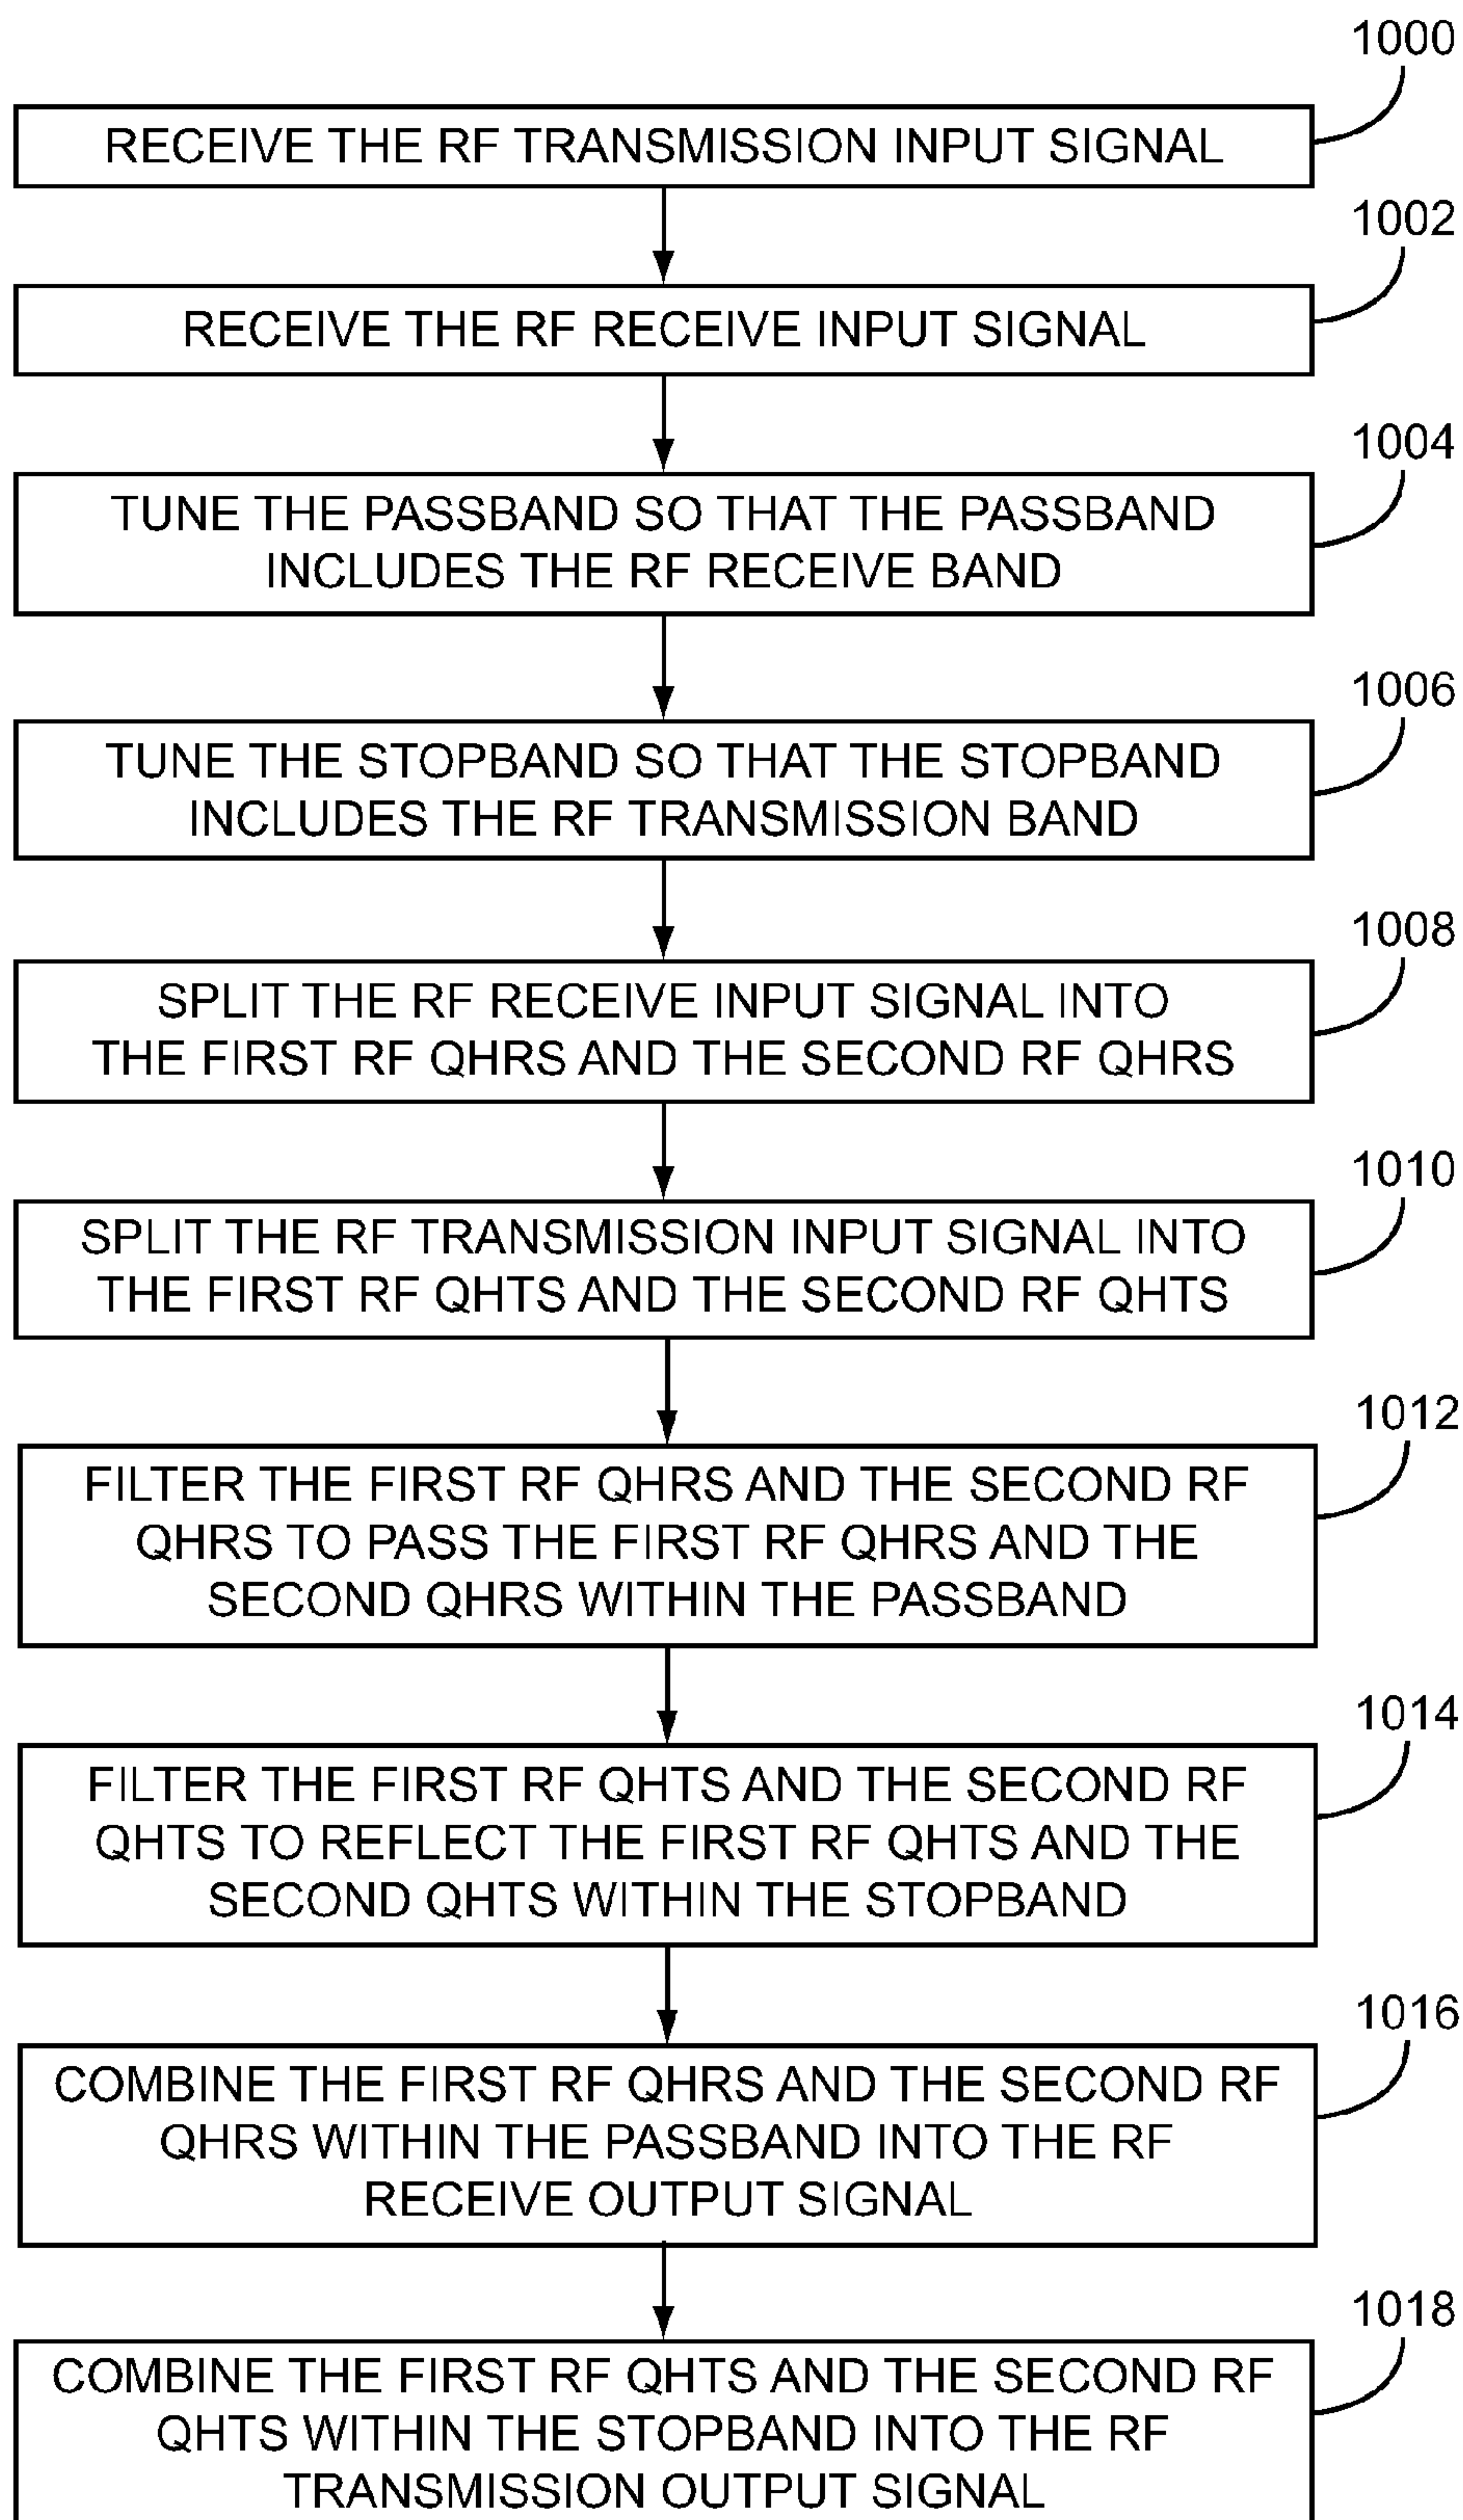 1000
RECEIVE THE RF TRANSMISSION INPUT SIGNAL
1002
RECEIVE THE RF RECEIVE INPUT SIGNAL
1004
TUNE THE PASSBAND SO THAT THE PASSBAND
INCLUDES THE RF RECEIVE BAND
1006
TUNE THE STOPBAND SO THAT THE STOPBAND
INCLUDES THE RF TRANSMISSION BAND
1008
SPLIT THE RF RECEIVE INPUT SIGNAL INTO
THE FIRST RF QHRS AND THE SECOND RF QHRS
1010
SPLIT THE RF TRANSMISSION INPUT SIGNAL INTO
THE FIRST RF QHTS AND THE SECOND RF QHTS
1012
FILTER THE FIRST RF QHRS AND THE SECOND RF
QHRS TO PASS THE FIRST RF QHRS AND THE
SECOND QHRS WITHIN THE PASSBAND
1014
FILTER THE FIRST RF QHTS AND THE SECOND RF
QHTS TO REFLECT THE FIRST RF QHTS AND THE
SECOND QHTS WITHIN THE STOPBAND
1016
COMBINE THE FIRST RF QHRS AND THE SECOND RF
QHRS WITHIN THE PASSBAND INTO THE RF
RECEIVE OUTPUT SIGNAL
1018
COMBINE THE FIRST RF QHTS AND THE SECOND RF
QHTS WITHIN THE STOPBAND INTO THE RF
TRANSMISSION OUTPUT SIGNAL